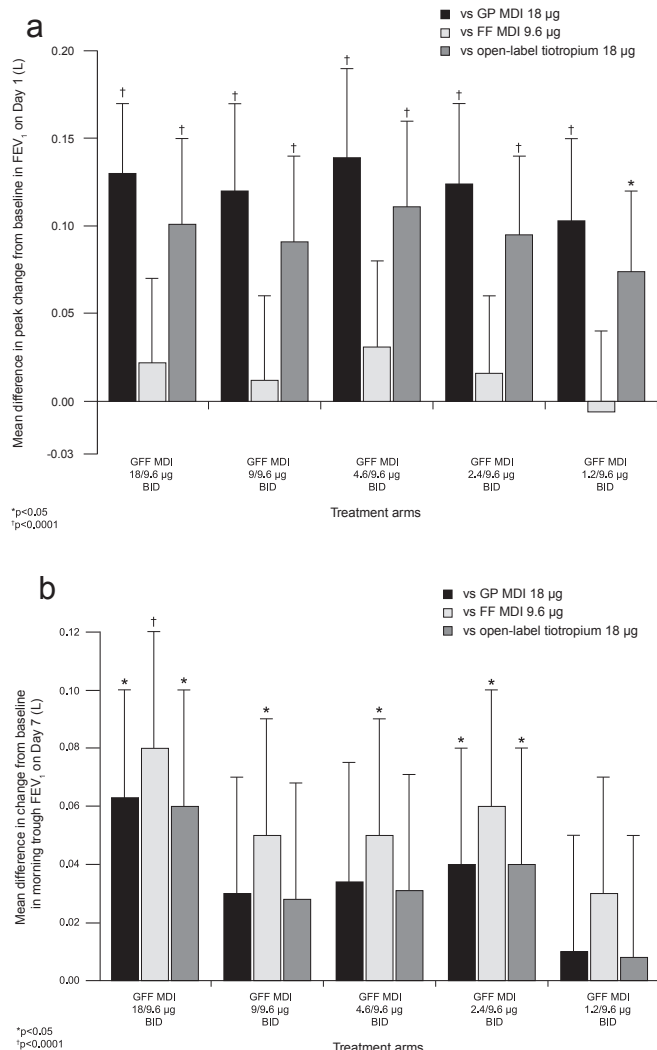 a
vs GP MDI 18 µg
vs FF MDI 9.6 µg
vs open-label tiotropium 18 µg
Mean difference in peak change from baseline in FEV₁ on Day 1 (L)
0.20
0.15
0.10
0.05
0.00
-0.03
† † † † † † † † † *
GFF MDI
18/9.6 µg
BID
GFF MDI
9/9.6 µg
BID
GFF MDI
4.6/9.6 µg
BID
GFF MDI
2.4/9.6 µg
BID
GFF MDI
1.2/9.6 µg
BID
*p<0.05
†p<0.0001
Treatment arms
b
vs GP MDI 18 µg
vs FF MDI 9.6 µg
vs open-label tiotropium 18 µg
Mean difference in change from baseline
in morning trough FEV₁ on Day 7 (L)
0.12
0.10
0.08
0.06
0.04
0.02
0.00
* † * * * * * *
GFF MDI
18/9.6 µg
BID
GFF MDI
9/9.6 µg
BID
GFF MDI
4.6/9.6 µg
BID
GFF MDI
2.4/9.6 µg
BID
GFF MDI
1.2/9.6 µg
BID
*p<0.05
†p<0.0001
Treatment arms